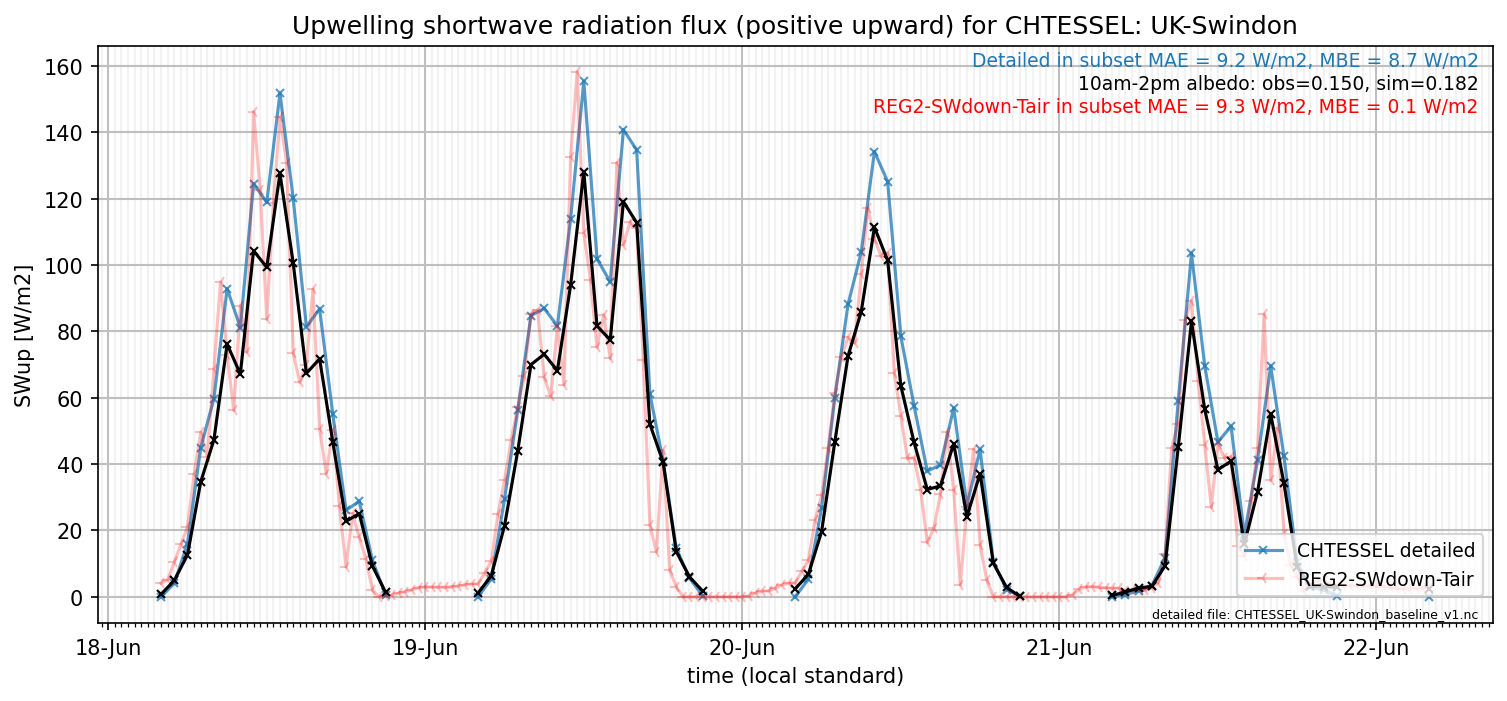 Upwelling shortwave radiation flux (positive upward) for CHTESSEL: UK-Swindon
Detailed in subset MAE = 9.2 W/m2, MBE = 8.7 W/m2
10am-2pm albedo: obs=0.150, sim=0.182
REG2-SWdown-Tair in subset MAE = 9.3 W/m2, MBE = 0.1 W/m2
SWup [W/m2]
160
140
120
100
80
60
40
20
0
CHTESSEL detailed
REG2-SWdown-Tair
detailed file: CHTESSEL_UK-Swindon_baseline_v1.nc
18-Jun 19-Jun 20-Jun 21-Jun 22-Jun
time (local standard)